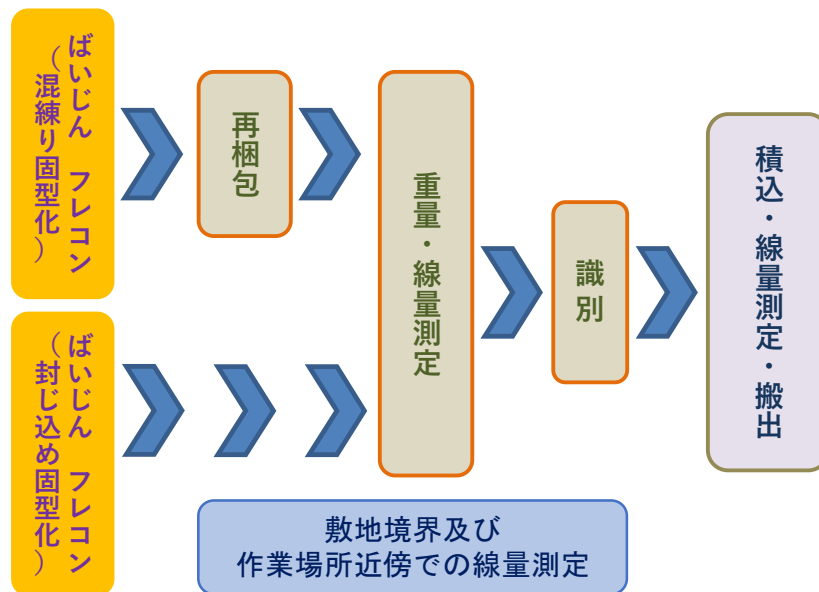 ばいじん フレコン
（混練り固型化）
再梱包
重量・線量測定
識別
積込・線量測定・搬出
ばいじん フレコン
（封じ込め固型化）
敷地境界及び
作業場所近傍での線量測定